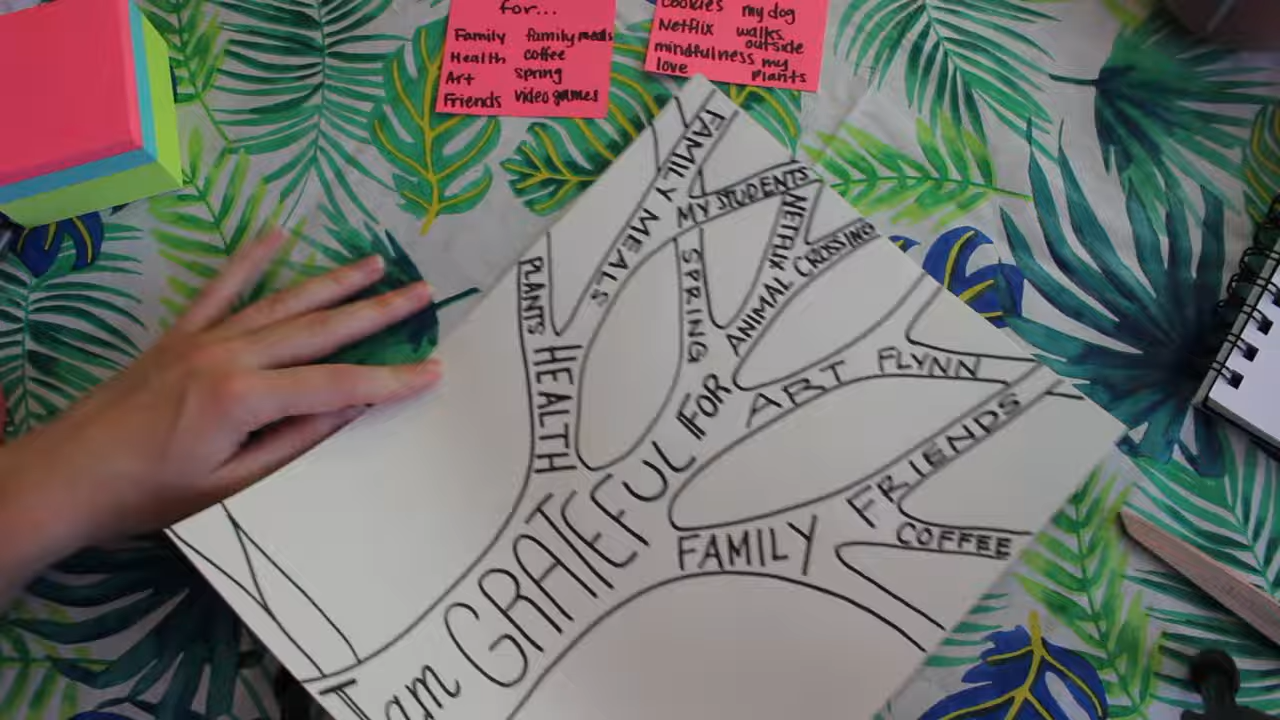 for...
Family family meals
Health coffee
Art spring
Friends video games
cookies my dog
Netflix walks outside
mindfulness my plants
love
I am GRATEFUL FOR
PLANTS
HEALTH
FAMILY MEALS
MY STUDENTS
SPRING
NETFLIX
ANIMAL CROSSING
ART
FLYNN
FRIENDS
FAMILY
COFFEE